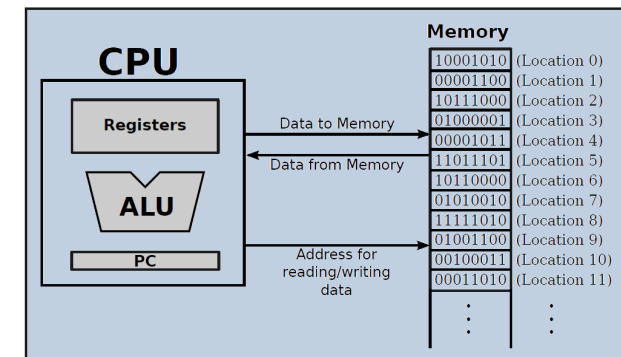 CPU
Registers
ALU
PC
Data to Memory
Data from Memory
Address for
reading/writing
data
Memory
10001010 (Location 0)
00001100 (Location 1)
10111000 (Location 2)
01000001 (Location 3)
00001011 (Location 4)
11011101 (Location 5)
10110000 (Location 6)
01010010 (Location 7)
11111010 (Location 8)
01001100 (Location 9)
00100011 (Location 10)
00011010 (Location 11)